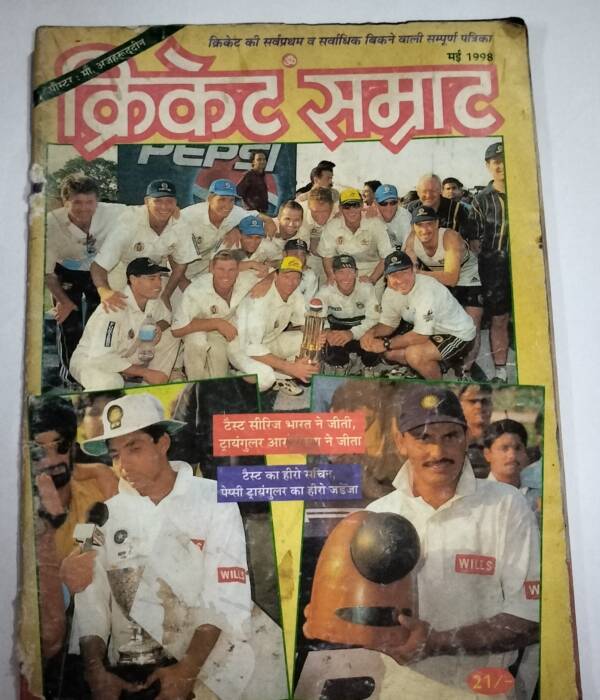 पोस्टर : मो. अजहरूद्दीन
क्रिकेट की सर्वप्रथम व सर्वाधिक बिकने वाली सम्पूर्ण पत्रिका
मई 1998
ॐ
क्रिकेट सम्राट
PEPSI
टैस्ट सीरिज भारत ने जीती,
ट्रायंगुलर ने जीता
टैस्ट का हीरो सचिन,
पेप्सी ट्रायंगुलर का हीरो जडेजा
WILLS
WILLS
W
21/-